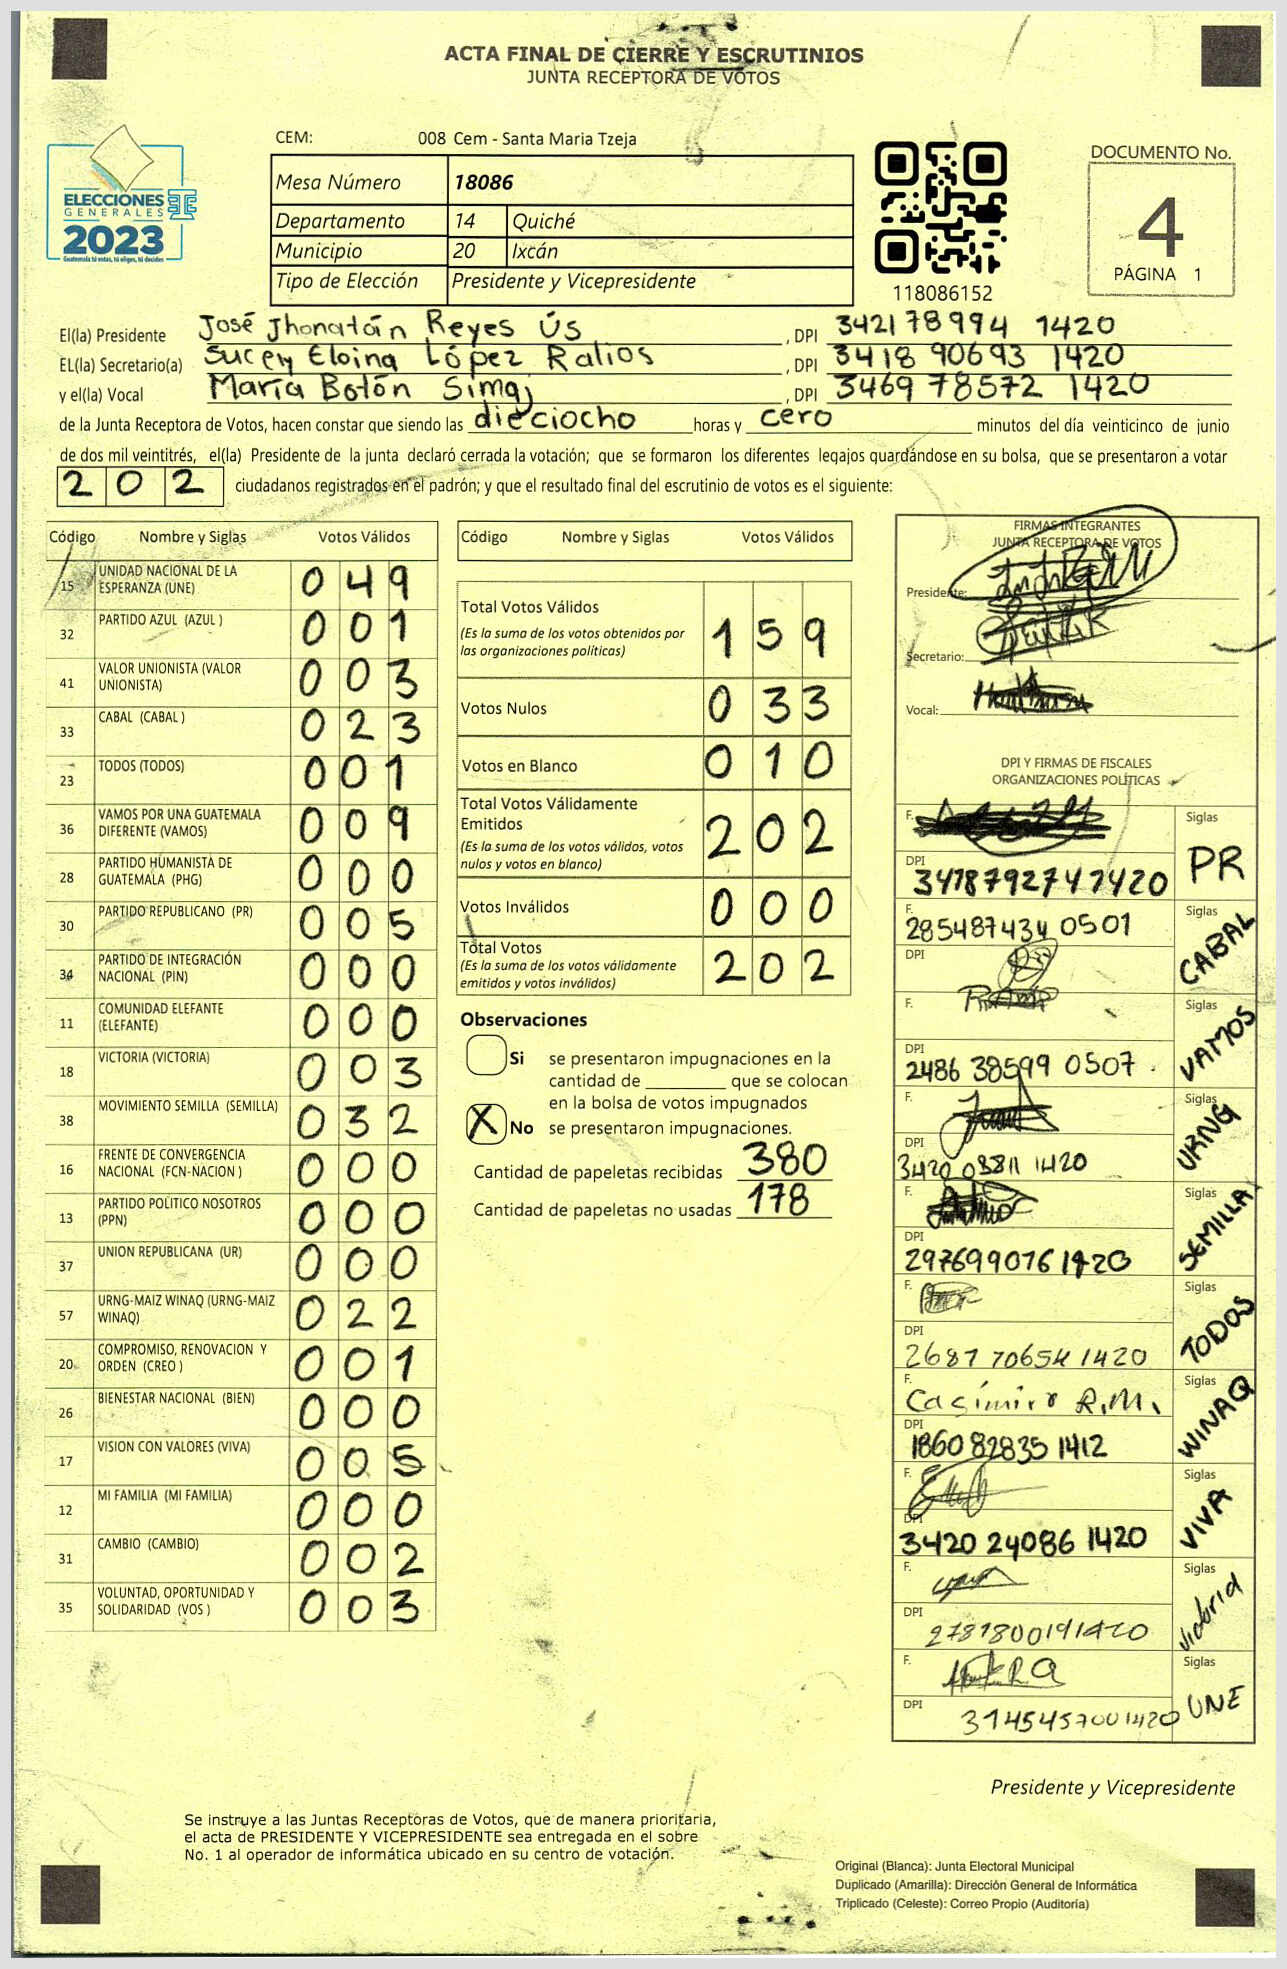 ACTA FINAL DE CIERRE Y ESCRUTINIOS
JUNTA RECEPTORA DE VOTOS
ELECCIONES
GENERALES
2023
Guatemala tú votas, tú eliges, tú decides
CEM: 008 Cem - Santa Maria Tzeja
Mesa Número 18086
Departamento 14 Quiché
Municipio 20 Ixcán
Tipo de Elección Presidente y Vicepresidente
118086152
DOCUMENTO No.
4
PÁGINA 1
El(la) Presidente José Jhonatán Reyes Ús , DPI 342178994 1420
EL(la) Secretario(a) Sucely Eloina López Ralios , DPI 3418 90693 1420
y el(la) Vocal María Botón Simaj , DPI 3469 78572 1420
de la Junta Receptora de Votos, hacen constar que siendo las dieciocho horas y cero minutos del día veinticinco de junio
de dos mil veintitrés, el(la) Presidente de la junta declaró cerrada la votación; que se formaron los diferentes legajos quardándose en su bolsa, que se presentaron a votar
202 ciudadanos registrados en el padrón; y que el resultado final del escrutinio de votos es el siguiente:
Código Nombre y Siglas Votos Válidos
15 UNIDAD NACIONAL DE LA
ESPERANZA (UNE) 049
32 PARTIDO AZUL (AZUL ) 001
41 VALOR UNIONISTA (VALOR
UNIONISTA) 003
33 CABAL (CABAL ) 023
23 TODOS (TODOS) 001
36 VAMOS POR UNA GUATEMALA
DIFERENTE (VAMOS) 009
28 PARTIDO HUMANISTA DE
GUATEMALA (PHG) 000
30 PARTIDO REPUBLICANO (PR) 005
34 PARTIDO DE INTEGRACIÓN
NACIONAL (PIN) 000
11 COMUNIDAD ELEFANTE
(ELEFANTE) 000
18 VICTORIA (VICTORIA) 003
38 MOVIMIENTO SEMILLA (SEMILLA) 032
16 FRENTE DE CONVERGENCIA
NACIONAL (FCN-NACION ) 000
13 PARTIDO POLITICO NOSOTROS
(PPN) 000
37 UNION REPUBLICANA (UR) 000
57 URNG-MAIZ WINAQ (URNG-MAIZ
WINAQ) 022
20 COMPROMISO, RENOVACION Y
ORDEN (CREO ) 001
26 BIENESTAR NACIONAL (BIEN) 000
17 VISION CON VALORES (VIVA) 005
12 MI FAMILIA (MI FAMILIA) 000
31 CAMBIO (CAMBIO) 002
35 VOLUNTAD, OPORTUNIDAD Y
SOLIDARIDAD (VOS ) 003
Código Nombre y Siglas Votos Válidos
Total Votos Válidos
(Es la suma de los votos obtenidos por
las organizaciones políticas) 159
Votos Nulos 033
Votos en Blanco 010
Total Votos Válidamente
Emitidos
(Es la suma de los votos válidos, votos
nulos y votos en blanco) 202
Votos Inválidos 000
Total Votos
(Es la suma de los votos válidamente
emitidos y votos inválidos) 202
Observaciones
Si se presentaron impugnaciones en la
cantidad de ________ que se colocan
en la bolsa de votos impugnados
X No se presentaron impugnaciones.
Cantidad de papeletas recibidas 380
Cantidad de papeletas no usadas 178
FIRMAS INTEGRANTES
JUNTA RECEPTORA DE VOTOS
Presidente:
Secretario:
Vocal:
DPI Y FIRMAS DE FISCALES
ORGANIZACIONES POLÍTICAS
F. Siglas
DPI 3418792747420 PR
F. 285487434 0501 Siglas
DPI CABAL
F. Siglas
DPI 2486 38599 0507 VAMOS
F. Siglas
DPI 3420 03811 1420 URNG
F. Siglas
DPI 297699076 1420 SEMILLA
F. Siglas
DPI 2687 70654 1420 TODOS
F. Casimiro R.M. Siglas
DPI 1860 82835 1412 WINAQ
F. Siglas
DPI 3420 24086 1420 VIVA
F. Siglas
DPI 2787800191420 Victoria
F. Siglas
DPI 3145457001420 UNE
Presidente y Vicepresidente
Se instruye a las Juntas Receptoras de Votos, que de manera prioritaria,
el acta de PRESIDENTE Y VICEPRESIDENTE sea entregada en el sobre
No. 1 al operador de informática ubicado en su centro de votación.
Original (Blanca): Junta Electoral Municipal
Duplicado (Amarilla): Dirección General de Informática
Triplicado (Celeste): Correo Propio (Auditoría)